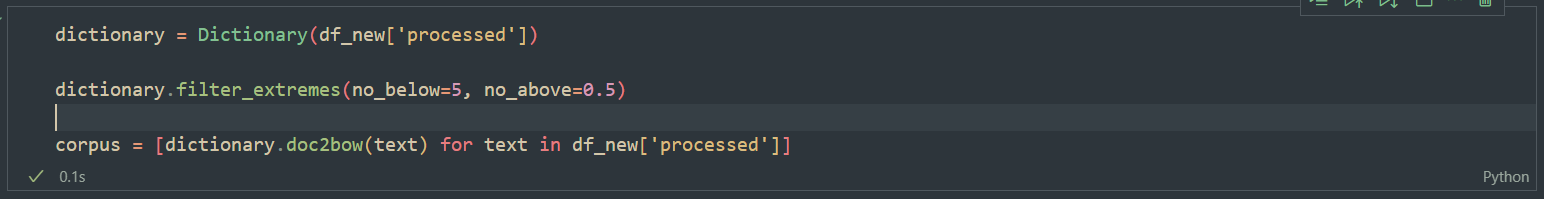 dictionary = Dictionary(df_new['processed'])
dictionary.filter_extremes(no_below=5, no_above=0.5)
corpus = [dictionary.doc2bow(text) for text in df_new['processed']]
0.1s
Python